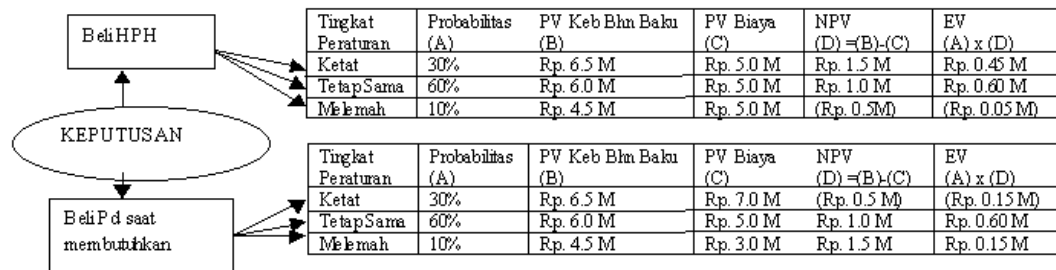 Beli HPH
Tingkat Peraturan | Probabilitas (A) | PV Keb Bhn Baku (B) | PV Biaya (C) | NPV (D) =(B)-(C) | EV (A) x (D)
Ketat | 30% | Rp. 6.5 M | Rp. 5.0 M | Rp. 1.5 M | Rp. 0.45 M
Tetap Sama | 60% | Rp. 6.0 M | Rp. 5.0 M | Rp. 1.0 M | Rp. 0.60 M
Melemah | 10% | Rp. 4.5 M | Rp. 5.0 M | (Rp. 0.5M) | (Rp. 0.05 M)
KEPUTUSAN
Tingkat Peraturan | Probabilitas (A) | PV Keb Bhn Baku (B) | PV Biaya (C) | NPV (D) =(B)-(C) | EV (A) x (D)
Ketat | 30% | Rp. 6.5 M | Rp. 7.0 M | (Rp. 0.5 M) | (Rp. 0.15 M)
Tetap Sama | 60% | Rp. 6.0 M | Rp. 5.0 M | Rp. 1.0 M | Rp. 0.60 M
Melemah | 10% | Rp. 4.5 M | Rp. 3.0 M | Rp. 1.5 M | Rp. 0.15 M
Beli Pd saat
membutuhkan